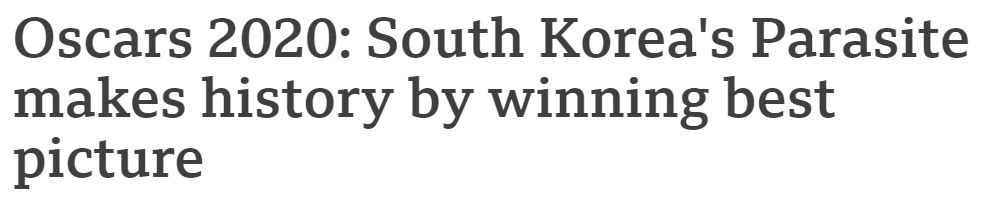 Oscars 2020: South Korea's Parasite
makes history by winning best
picture